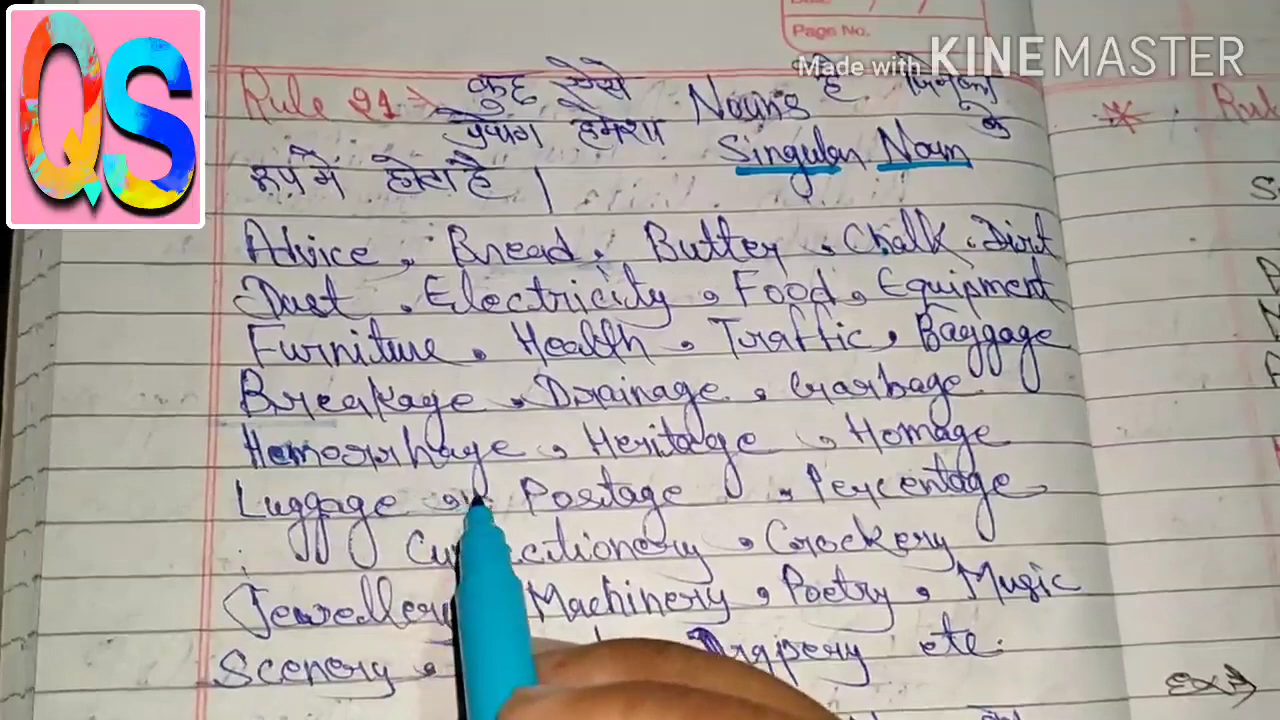 QS
Page No.
Made with KINEMASTER
Rule 21 → कुछ ऐसे Nouns है जिनका
प्रयोग हमेशा Singular Noun के
रूप में होता है ।
Advice, Bread, Butter, Chalk, Dirt
Dust, Electricity, Food, Equipment
Furniture, Health, Traffic, Baggage
Breakage, Drainage, Garbage
Hemorrhage, Heritage, Homage
Luggage, Postage, Percentage,
Crockery
Jewellery Machinery, Poetry, Music
Scenery, etc.
* Rul
Ex→